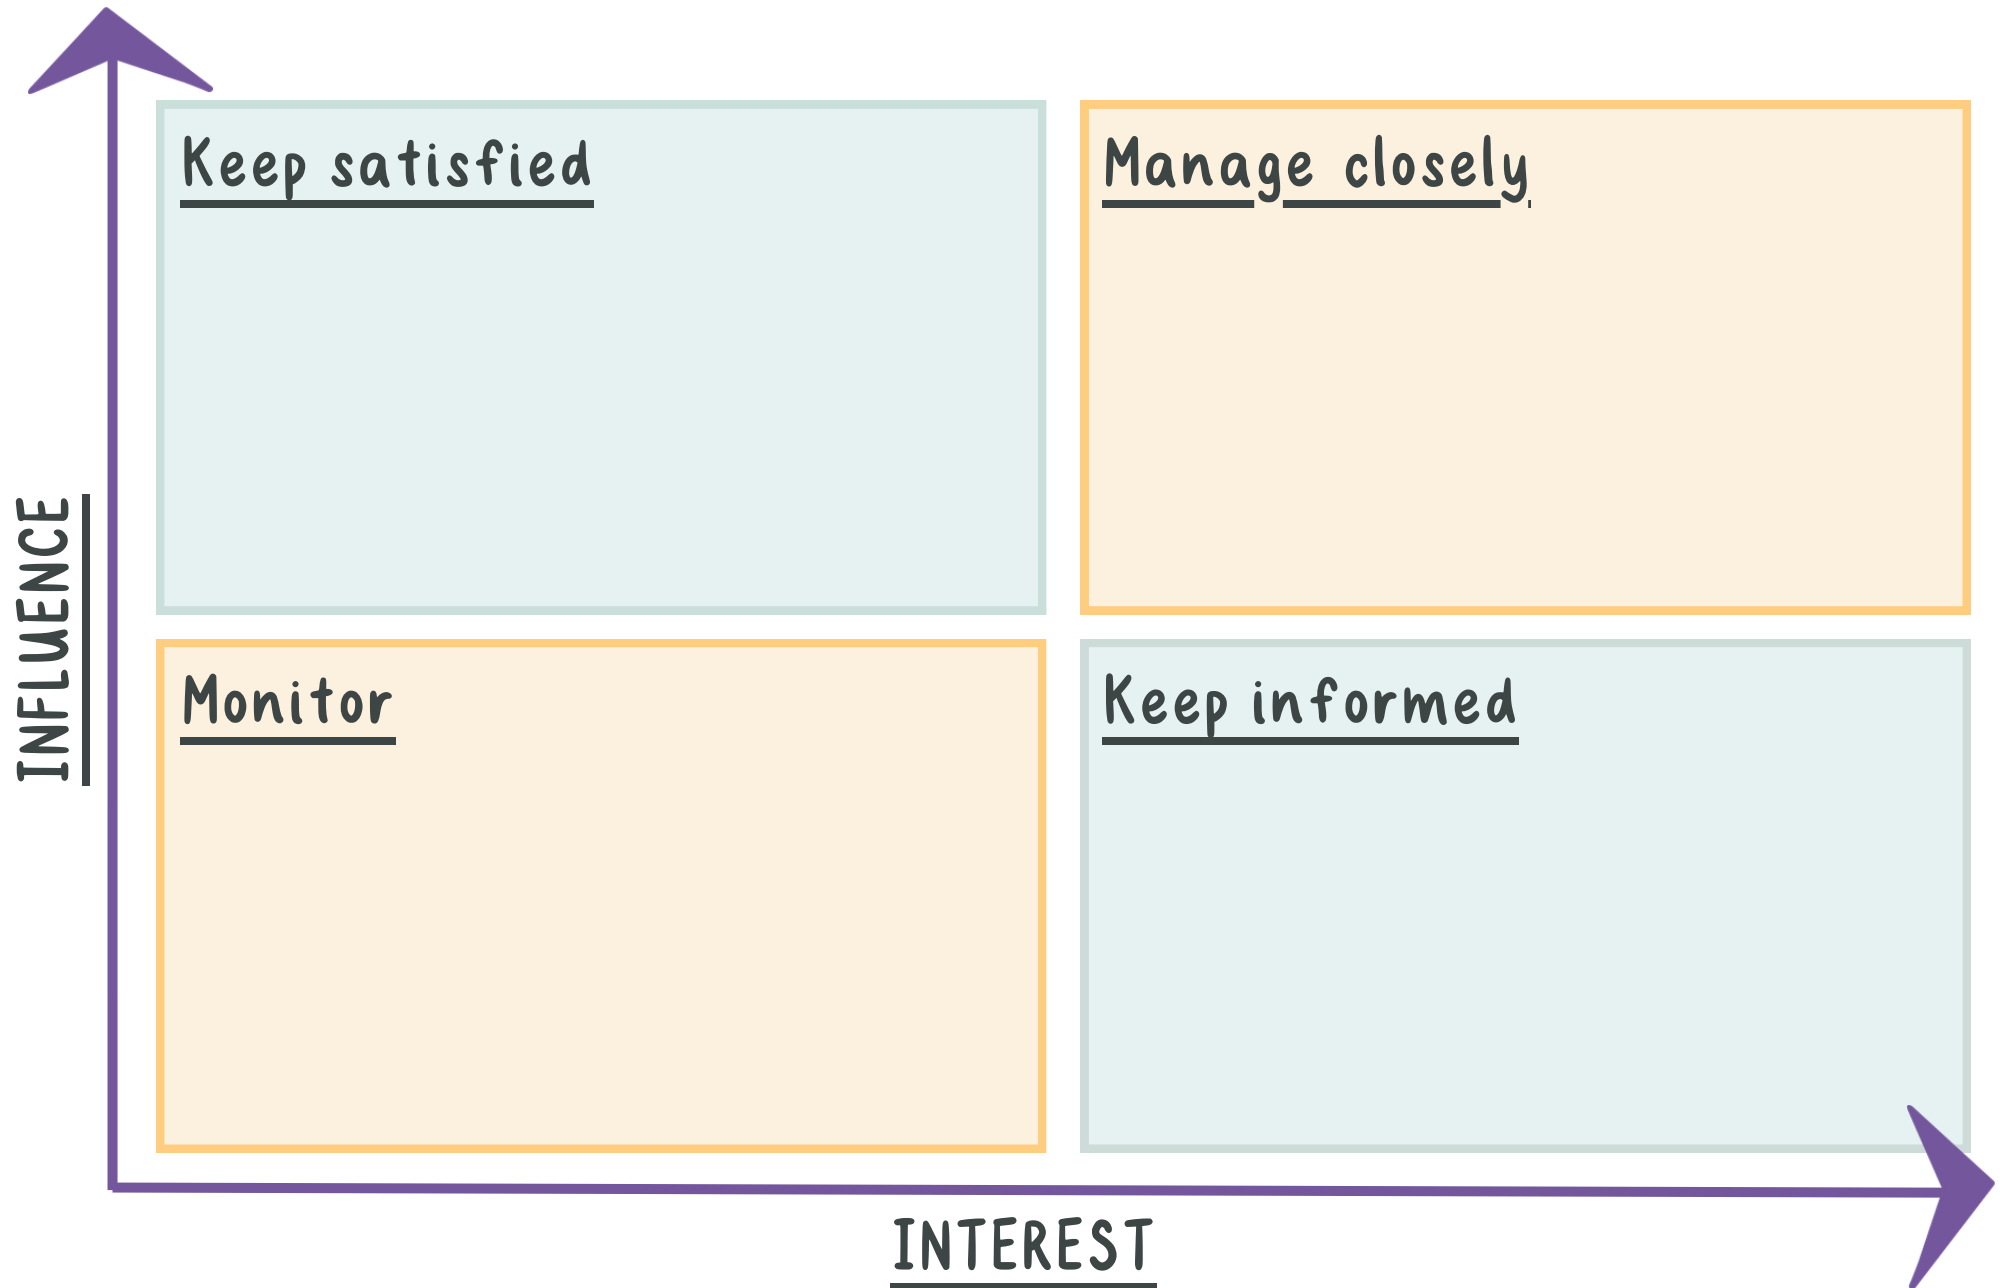 Keep satisfied
Manage closely
INFLUENCE
Monitor
Keep informed
INTEREST